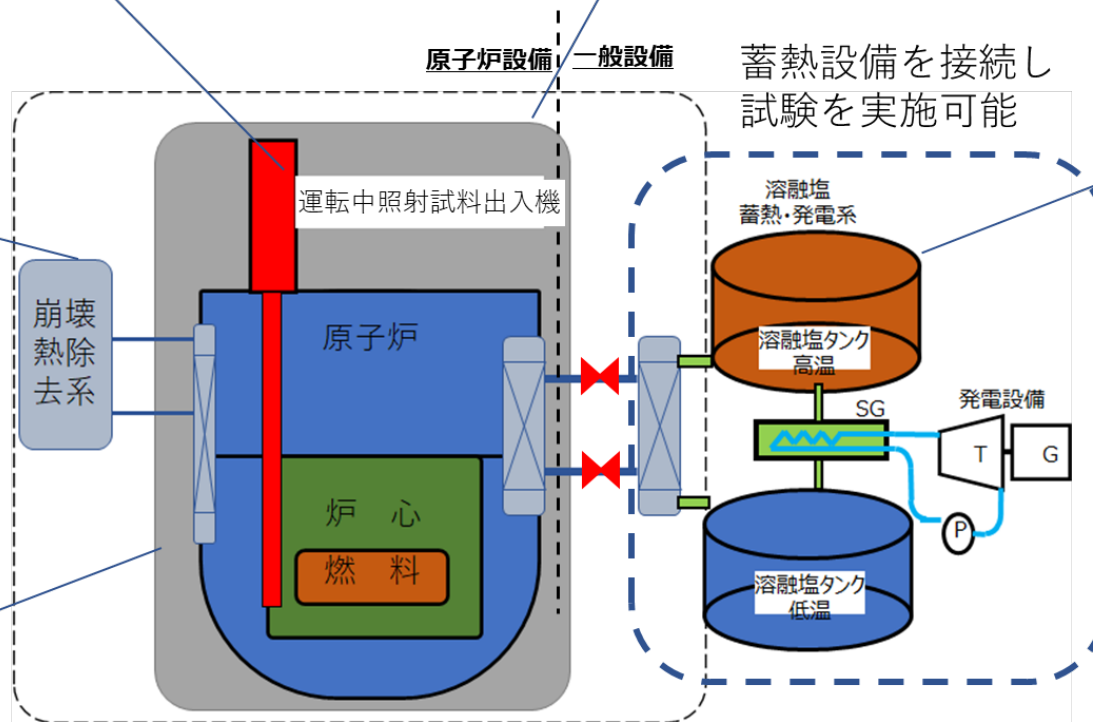 原子炉設備 一般設備
蓄熱設備を接続し
試験を実施可能
運転中照射試料出入機
溶融塩
蓄熱・発電系
崩壊
熱除
去系
原子炉
溶融塩タンク
高温
SG
発電設備
T
G
P
炉 心
燃 料
溶融塩タンク
低温